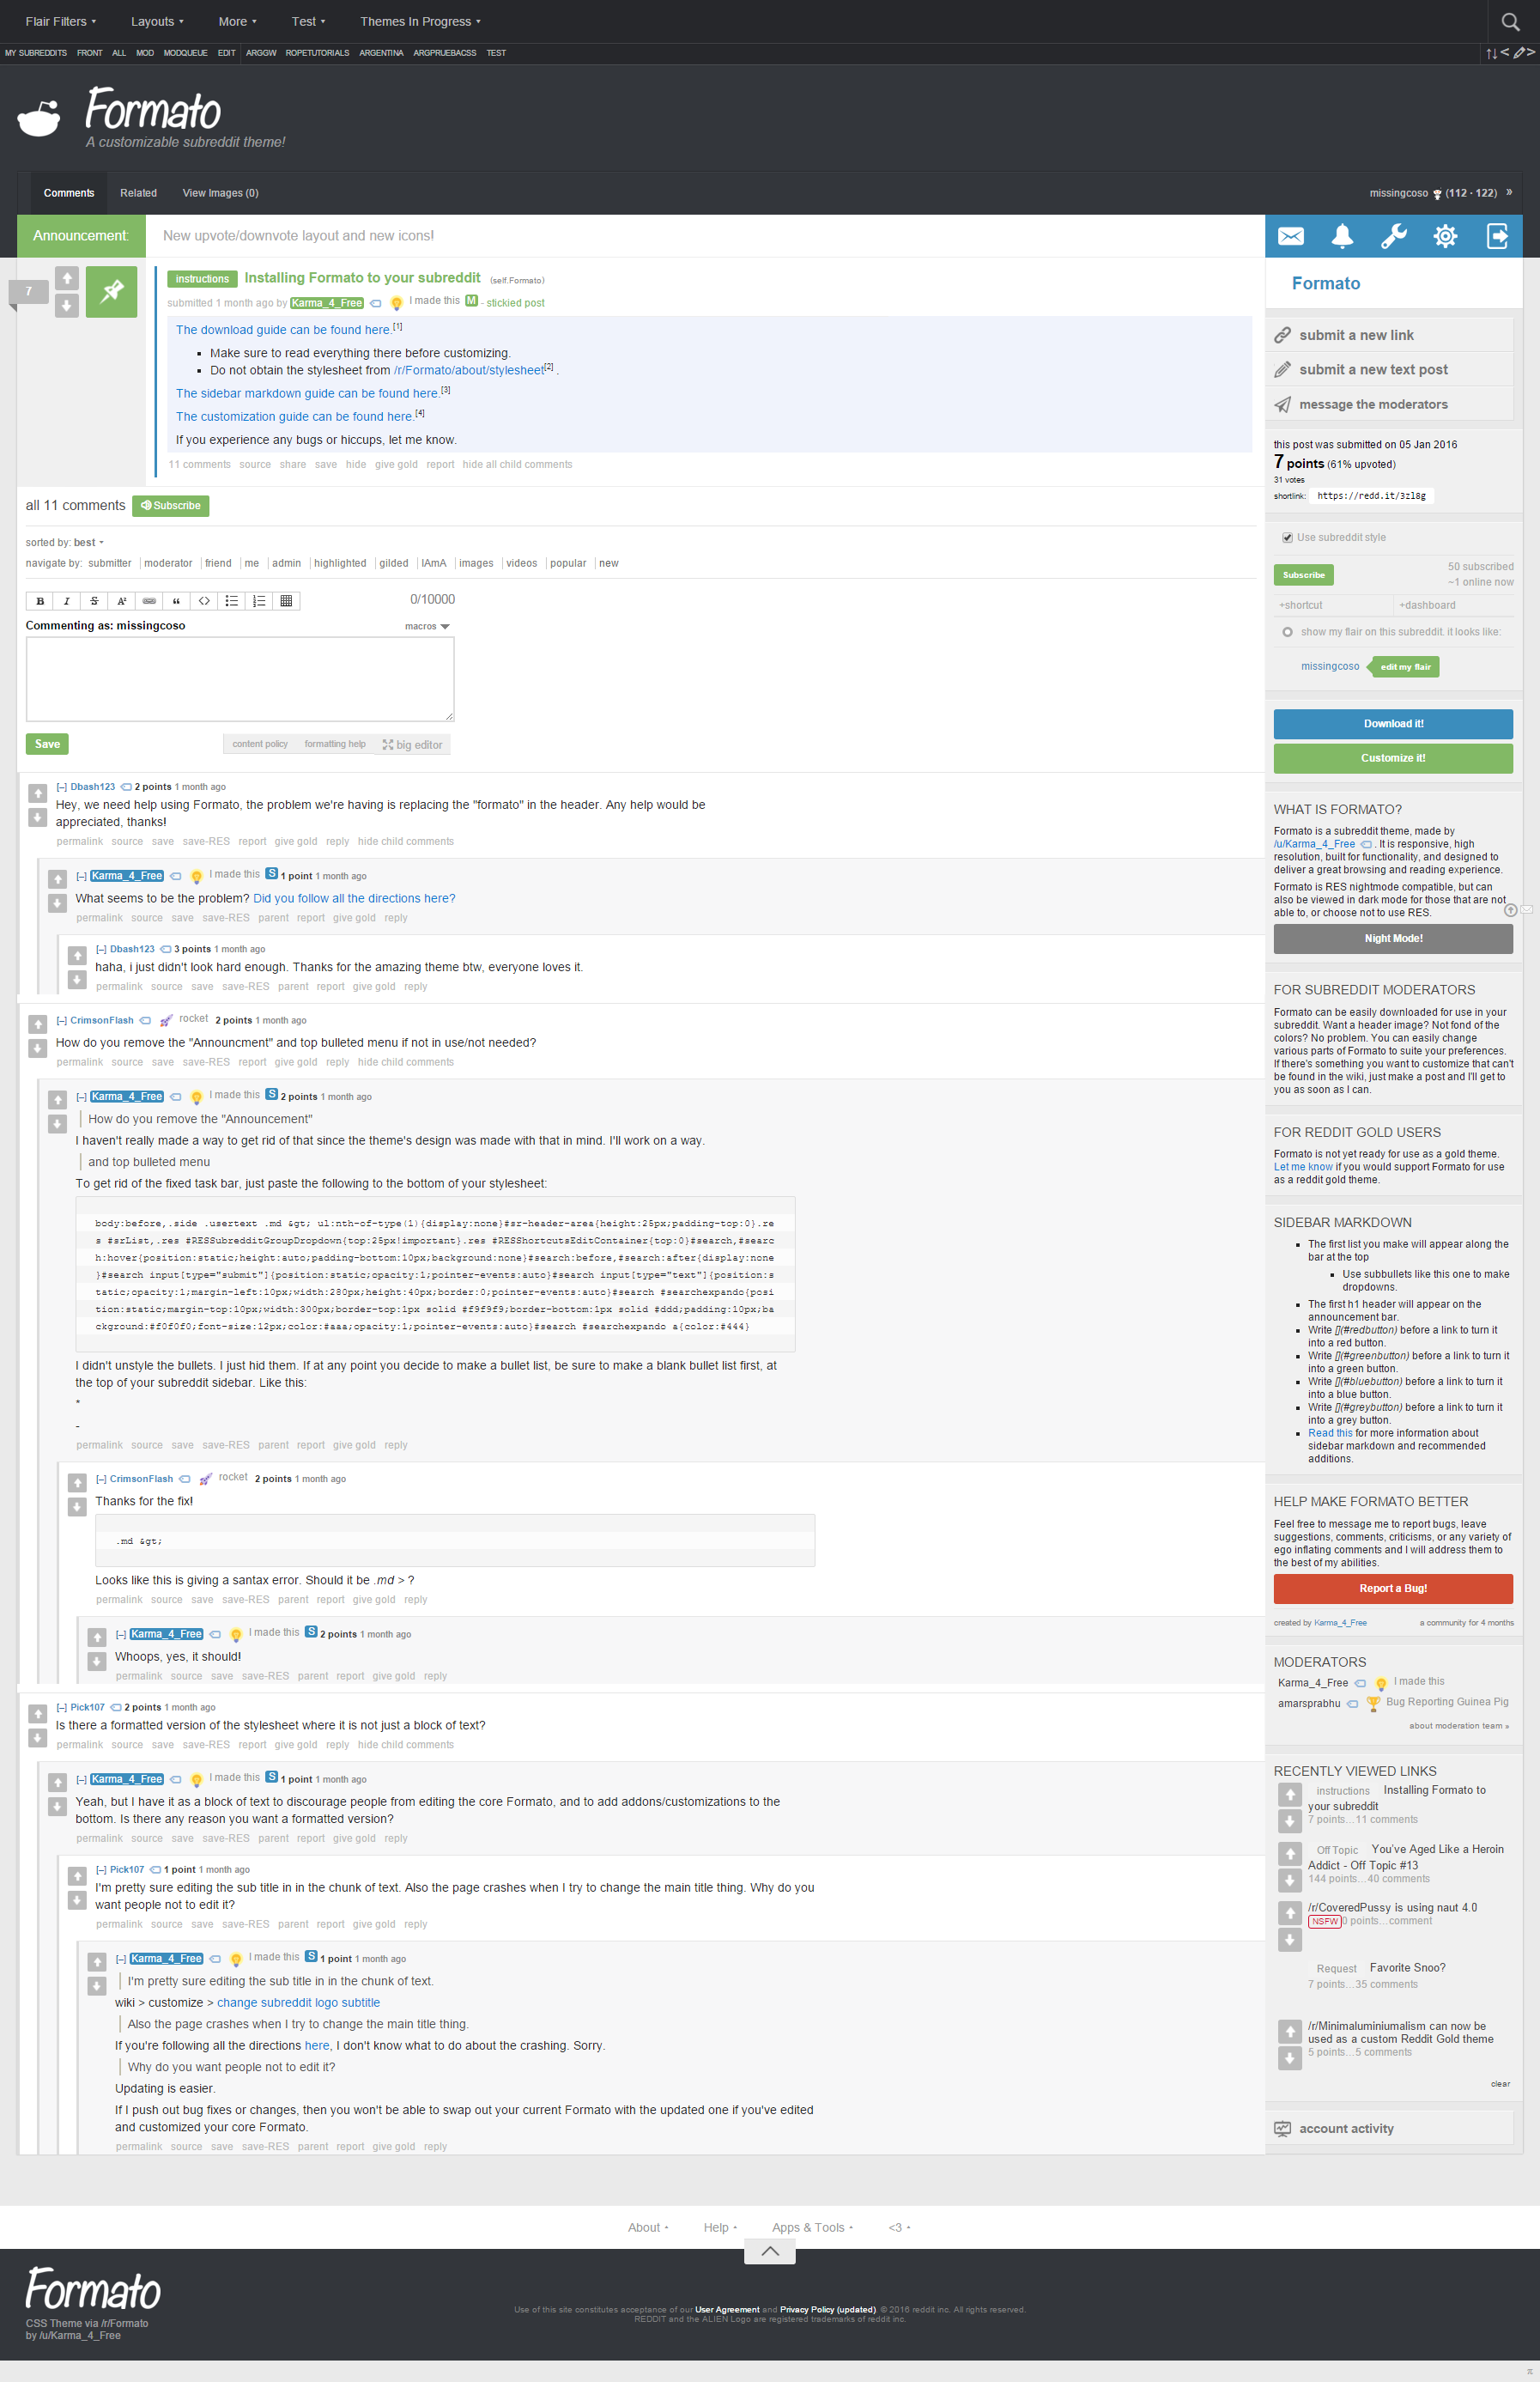 Flair Filters
Layouts
More
Test
Themes In Progress
MY SUBREDDITS FRONT ALL MOD MODQUEUE EDIT ARGGW ROPETUTORIALS ARGENTINA ARGPRUEBACSS TEST
Formato
A customizable subreddit theme!
Comments Related View Images (0)
missingcoso (112 · 122) »
Announcement: New upvote/downvote layout and new icons!
7
instructions Installing Formato to your subreddit (self.Formato)
submitted 1 month ago by Karma_4_Free I made this M - stickied post
The download guide can be found here.[1]
▪ Make sure to read everything there before customizing.
▪ Do not obtain the stylesheet from /r/Formato/about/stylesheet[2] .
The sidebar markdown guide can be found here.[3]
The customization guide can be found here.[4]
If you experience any bugs or hiccups, let me know.
11 comments source share save hide give gold report hide all child comments
all 11 comments Subscribe
sorted by: best
navigate by: submitter moderator friend me admin highlighted gilded IAmA images videos popular new
0/10000
Commenting as: missingcoso macros
Save content policy formatting help big editor
[–] Dbash123 2 points 1 month ago
Hey, we need help using Formato, the problem we're having is replacing the "formato" in the header. Any help would be
appreciated, thanks!
permalink source save save-RES report give gold reply hide child comments
[–] Karma_4_Free I made this S 1 point 1 month ago
What seems to be the problem? Did you follow all the directions here?
permalink source save save-RES parent report give gold reply
[–] Dbash123 3 points 1 month ago
haha, i just didn't look hard enough. Thanks for the amazing theme btw, everyone loves it.
permalink source save save-RES parent report give gold reply
[–] CrimsonFlash rocket 2 points 1 month ago
How do you remove the "Announcment" and top bulleted menu if not in use/not needed?
permalink source save save-RES report give gold reply hide child comments
[–] Karma_4_Free I made this S 2 points 1 month ago
How do you remove the "Announcement"
I haven't really made a way to get rid of that since the theme's design was made with that in mind. I'll work on a way.
and top bulleted menu
To get rid of the fixed task bar, just paste the following to the bottom of your stylesheet:
body:before,.side .usertext .md &gt; ul:nth-of-type(1){display:none}#sr-header-area{height:25px;padding-top:0}.re
s #srList,.res #RESSubredditGroupDropdown{top:25px!important}.res #RESShortcutsEditContainer{top:0}#search,#searc
h:hover{position:static;height:auto;padding-bottom:10px;background:none}#search:before,#search:after{display:none
}#search input[type="submit"]{position:static;opacity:1;pointer-events:auto}#search input[type="text"]{position:s
tatic;opacity:1;margin-left:10px;width:280px;height:40px;border:0;pointer-events:auto}#search #searchexpando{posi
tion:static;margin-top:10px;width:300px;border-top:1px solid #f9f9f9;border-bottom:1px solid #ddd;padding:10px;ba
ckground:#f0f0f0;font-size:12px;color:#aaa;opacity:1;pointer-events:auto}#search #searchexpando a{color:#444}
I didn't unstyle the bullets. I just hid them. If at any point you decide to make a bullet list, be sure to make a blank bullet list first, at
the top of your subreddit sidebar. Like this:
*
-
permalink source save save-RES parent report give gold reply
[–] CrimsonFlash rocket 2 points 1 month ago
Thanks for the fix!
.md &gt;
Looks like this is giving a santax error. Should it be .md > ?
permalink source save save-RES parent report give gold reply
[–] Karma_4_Free I made this S 2 points 1 month ago
Whoops, yes, it should!
permalink source save save-RES parent report give gold reply
[–] Pick107 2 points 1 month ago
Is there a formatted version of the stylesheet where it is not just a block of text?
permalink source save save-RES report give gold reply hide child comments
[–] Karma_4_Free I made this S 1 point 1 month ago
Yeah, but I have it as a block of text to discourage people from editing the core Formato, and to add addons/customizations to the
bottom. Is there any reason you want a formatted version?
permalink source save save-RES parent report give gold reply
[–] Pick107 1 point 1 month ago
I'm pretty sure editing the sub title in in the chunk of text. Also the page crashes when I try to change the main title thing. Why do you
want people not to edit it?
permalink source save save-RES parent report give gold reply
[–] Karma_4_Free I made this S 1 point 1 month ago
I'm pretty sure editing the sub title in in the chunk of text.
wiki > customize > change subreddit logo subtitle
Also the page crashes when I try to change the main title thing.
If you're following all the directions here, I don't know what to do about the crashing. Sorry.
Why do you want people not to edit it?
Updating is easier.
If I push out bug fixes or changes, then you won't be able to swap out your current Formato with the updated one if you've edited
and customized your core Formato.
permalink source save save-RES parent report give gold reply
Formato
submit a new link
submit a new text post
message the moderators
this post was submitted on 05 Jan 2016
7 points (61% upvoted)
31 votes
shortlink: https://redd.it/3zl8g
Use subreddit style
Subscribe 50 subscribed
~1 online now
+shortcut +dashboard
show my flair on this subreddit. it looks like:
missingcoso edit my flair
Download it!
Customize it!
WHAT IS FORMATO?
Formato is a subreddit theme, made by
/u/Karma_4_Free . It is responsive, high
resolution, built for functionality, and designed to
deliver a great browsing and reading experience.
Formato is RES nightmode compatible, but can
also be viewed in dark mode for those that are not
able to, or choose not to use RES.
Night Mode!
FOR SUBREDDIT MODERATORS
Formato can be easily downloaded for use in your
subreddit. Want a header image? Not fond of the
colors? No problem. You can easily change
various parts of Formato to suite your preferences.
If there's something you want to customize that can't
be found in the wiki, just make a post and I'll get to
you as soon as I can.
FOR REDDIT GOLD USERS
Formato is not yet ready for use as a gold theme.
Let me know if you would support Formato for use
as a reddit gold theme.
SIDEBAR MARKDOWN
▪ The first list you make will appear along the
bar at the top
▪ Use subbullets like this one to make
dropdowns.
▪ The first h1 header will appear on the
announcement bar.
▪ Write [](#redbutton) before a link to turn it
into a red button.
▪ Write [](#greenbutton) before a link to turn it
into a green button.
▪ Write [](#bluebutton) before a link to turn it
into a blue button.
▪ Write [](#greybutton) before a link to turn it
into a grey button.
▪ Read this for more information about
sidebar markdown and recommended
additions.
HELP MAKE FORMATO BETTER
Feel free to message me to report bugs, leave
suggestions, comments, criticisms, or any variety of
ego inflating comments and I will address them to
the best of my abilities.
Report a Bug!
created by Karma_4_Free a community for 4 months
MODERATORS
Karma_4_Free I made this
amarsprabhu Bug Reporting Guinea Pig
about moderation team »
RECENTLY VIEWED LINKS
instructions Installing Formato to
your subreddit
7 points...11 comments
Off Topic You've Aged Like a Heroin
Addict - Off Topic #13
144 points...40 comments
/r/CoveredPussy is using naut 4.0
NSFW 0 points...comment
Request Favorite Snoo?
7 points...35 comments
/r/Minimaluminiumalism can now be
used as a custom Reddit Gold theme
5 points...5 comments
clear
account activity
About Help Apps & Tools <3
Formato
CSS Theme via /r/Formato
by /u/Karma_4_Free
Use of this site constitutes acceptance of our User Agreement and Privacy Policy (updated). © 2016 reddit inc. All rights reserved.
REDDIT and the ALIEN Logo are registered trademarks of reddit inc.
π